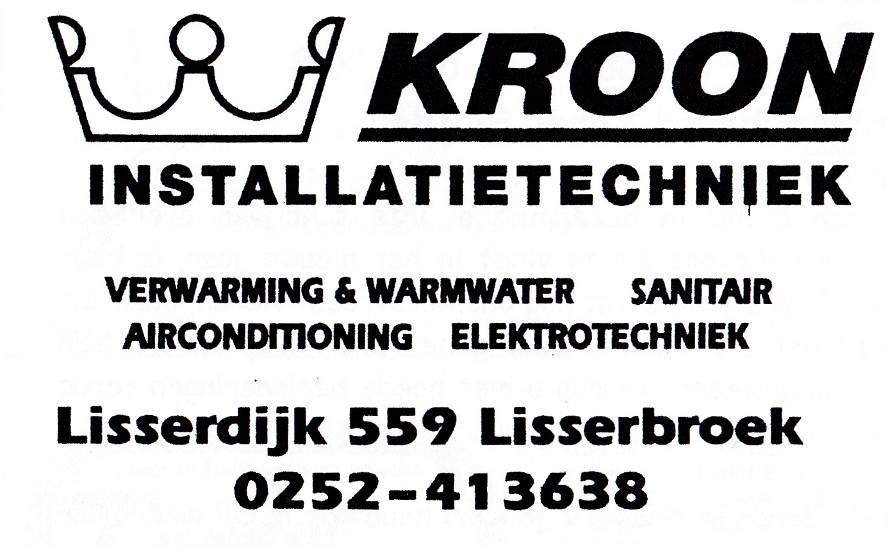 KROON
INSTALLATIETECHNIEK
VERWARMING & WARMWATER SANITAIR
AIRCONDITIONING ELEKTROTECHNIEK
Lisserdijk 559 Lisserbroek
0252-413638